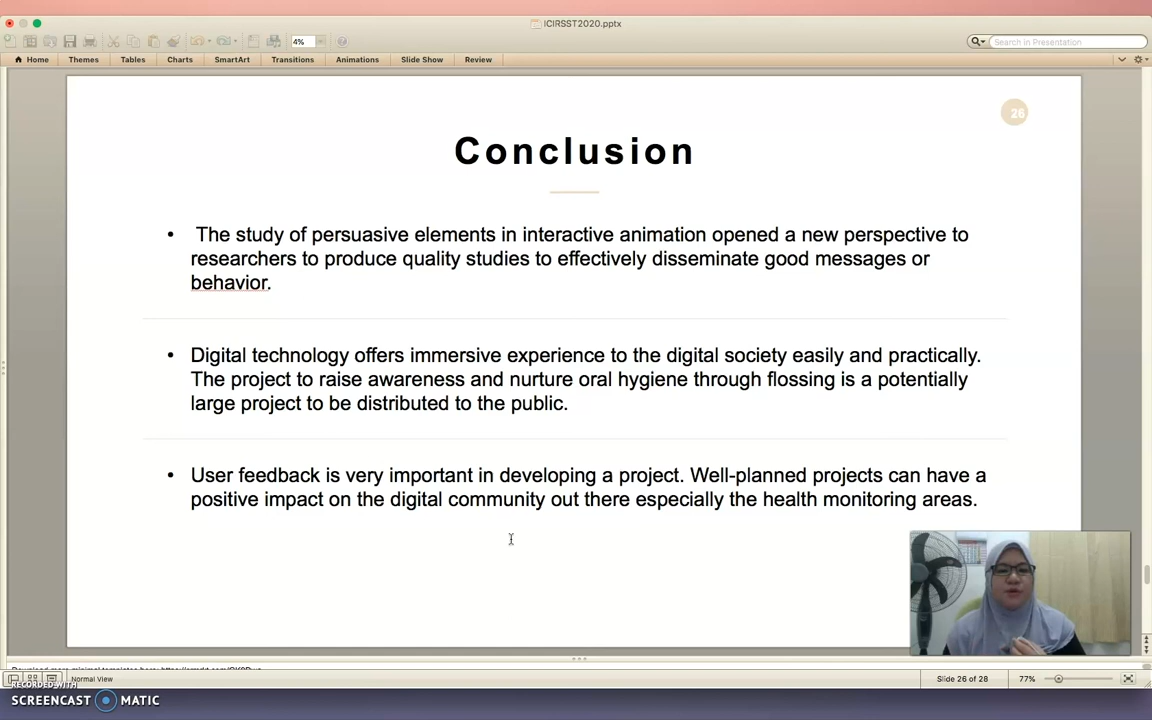 ICIRSST2020.pptx
4%
Search in Presentation
Home Themes Tables Charts SmartArt Transitions Animations Slide Show Review
26
Conclusion
• The study of persuasive elements in interactive animation opened a new perspective to
researchers to produce quality studies to effectively disseminate good messages or
behavior.
• Digital technology offers immersive experience to the digital society easily and practically.
The project to raise awareness and nurture oral hygiene through flossing is a potentially
large project to be distributed to the public.
• User feedback is very important in developing a project. Well-planned projects can have a
positive impact on the digital community out there especially the health monitoring areas.
Normal View
Slide 26 of 28
77%
RECORDED WITH
SCREENCAST MATIC